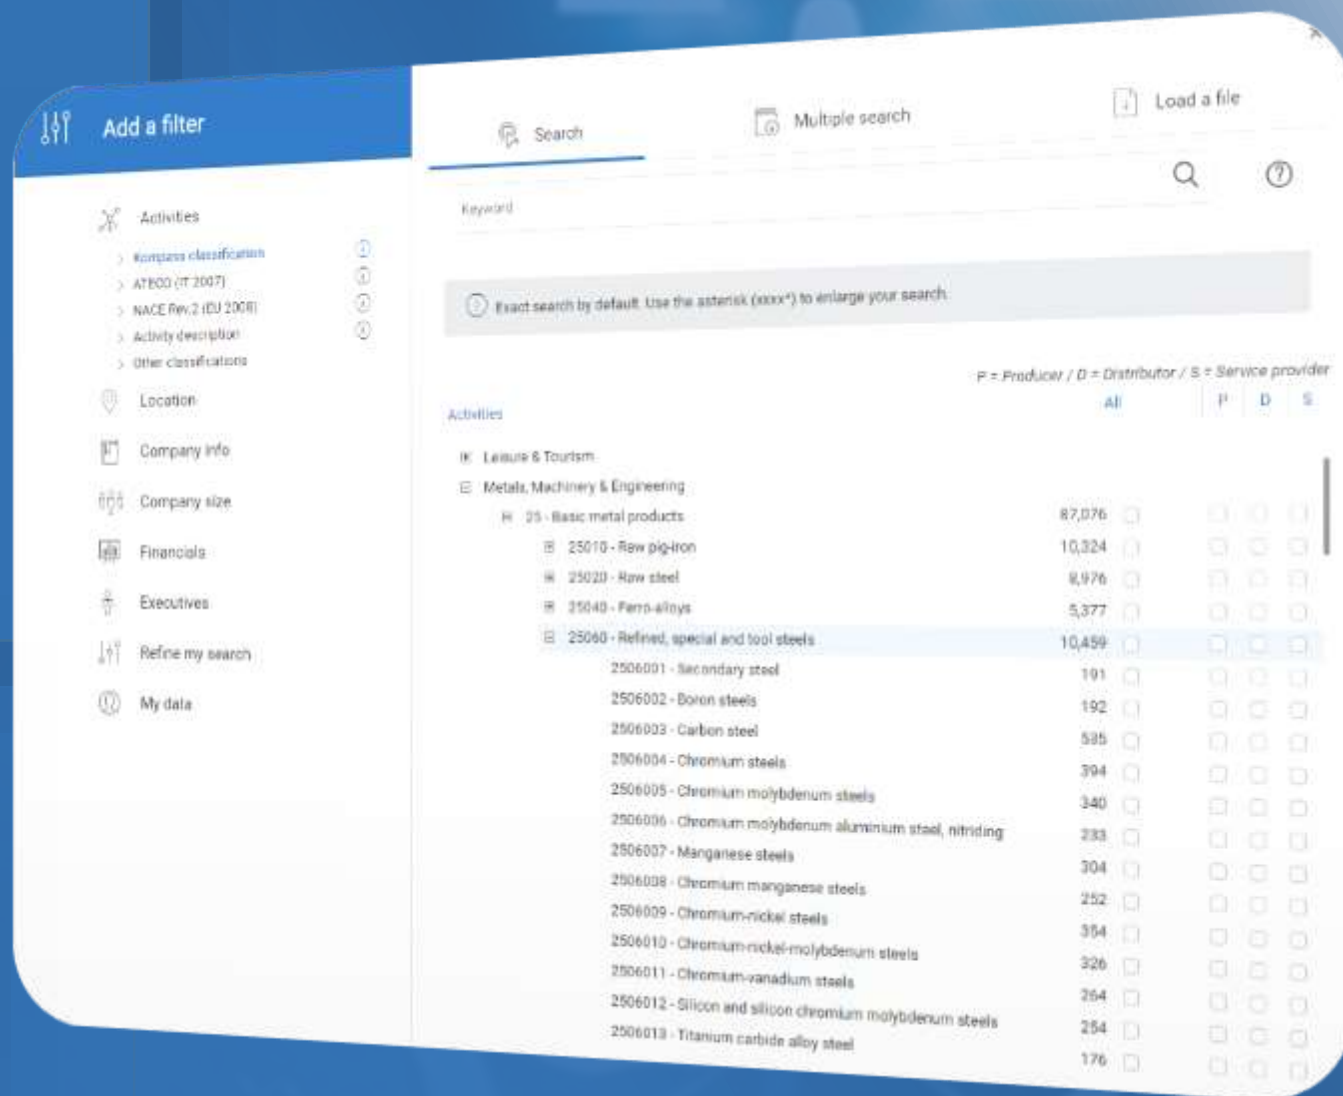 Add a filter
Activities
Kompass classification
ATECO (IT 2007)
NACE Rev.2 (EU 2008)
Activity description
Other classifications
Location
Company info
Company size
Financials
Executives
Refine my search
My data
Search
Multiple search
Load a file
Keyword
Exact search by default. Use the asterisk (xxxx*) to enlarge your search.
P = Producer / D = Distributor / S = Service provider
Activities All P D S
Leisure & Tourism
Metals, Machinery & Engineering
25 - Basic metal products 87,076
25010 - Raw pig-iron 10,324
25020 - Raw steel 8,976
25040 - Ferro-alloys 5,377
25060 - Refined, special and tool steels 10,459
2506001 - Secondary steel 191
2506002 - Boron steels 192
2506003 - Carbon steel 535
2506004 - Chromium steels 394
2506005 - Chromium molybdenum steels 340
2506006 - Chromium molybdenum aluminium steel, nitriding 233
2506007 - Manganese steels 304
2506008 - Chromium manganese steels 252
2506009 - Chromium-nickel steels 354
2506010 - Chromium-nickel-molybdenum steels 326
2506011 - Chromium-vanadium steels 264
2506012 - Silicon and silicon chromium molybdenum steels 254
2506013 - Titanium carbide alloy steel 176